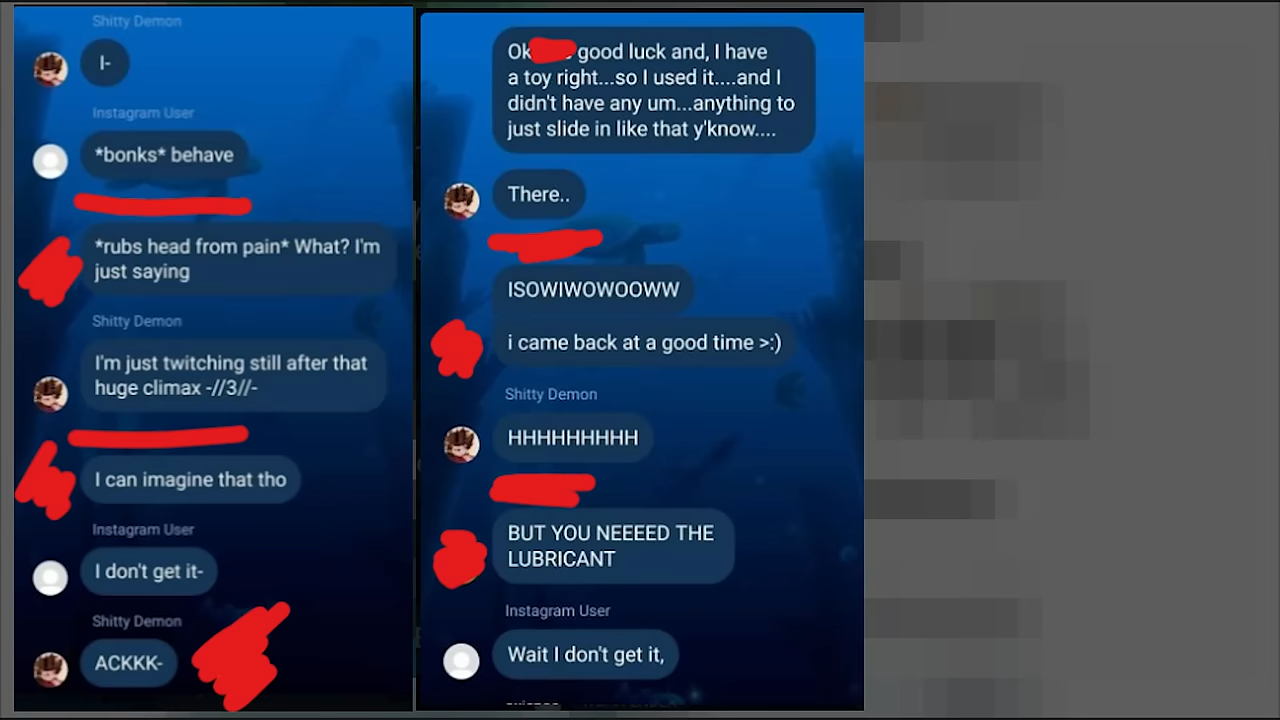 Shitty Demon
I-
Instagram User
*bonks* behave
*rubs head from pain* What? I'm
just saying
Shitty Demon
I'm just twitching still after that
huge climax -//3//-
I can imagine that tho
Instagram User
I don't get it-
Shitty Demon
ACKKK-
Ok good luck and, I have
a toy right...so I used it....and I
didn't have any um...anything to
just slide in like that y'know....
There..
ISOWIWOWOOWW
i came back at a good time >:)
Shitty Demon
HHHHHHHHH
BUT YOU NEEEED THE
LUBRICANT
Instagram User
Wait I don't get it,